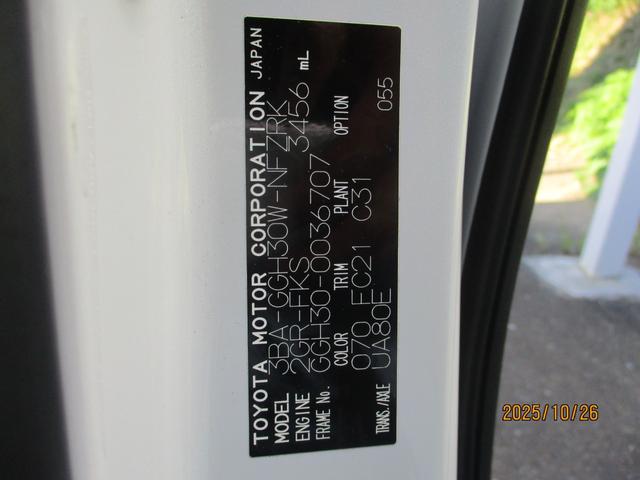 TOYOTA MOTOR CORPORATION JAPAN
MODEL 3BA-GGH30W-NFZRK
ENGINE 2GR-FKS 3456 mL
FRAME No. GGH30-0036707
COLOR TRIM PLANT OPTION
070 FC21 C31 055
TRANS./AXLE UA80E
2025/10/26